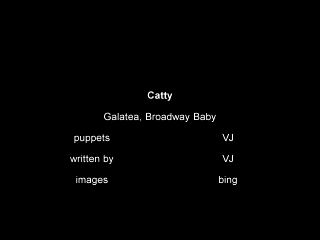 Catty
Galatea, Broadway Baby
puppets VJ
written by VJ
images bing